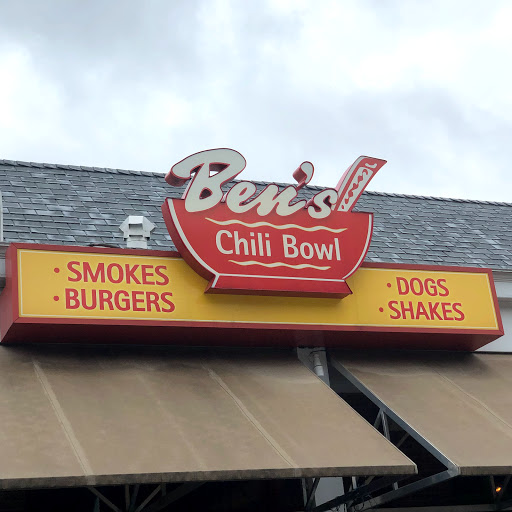 Ben's
Chili Bowl
• SMOKES
• BURGERS
• DOGS
• SHAKES